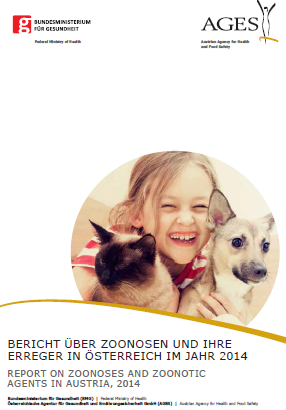 BUNDESMINISTERIUM
FÜR GESUNDHEIT
Federal Ministry of Health
AGES
Austrian Agency for Health
and Food Safety
BERICHT ÜBER ZOONOSEN UND IHRE
ERREGER IN ÖSTERREICH IM JAHR 2014
REPORT ON ZOONOSES AND ZOONOTIC
AGENTS IN AUSTRIA, 2014
Bundesministerium für Gesundheit (BMG) | Federal Ministry of Health
Österreichische Agentur für Gesundheit und Ernährungssicherheit GmbH (AGES) | Austrian Agency for Health and Food Safety